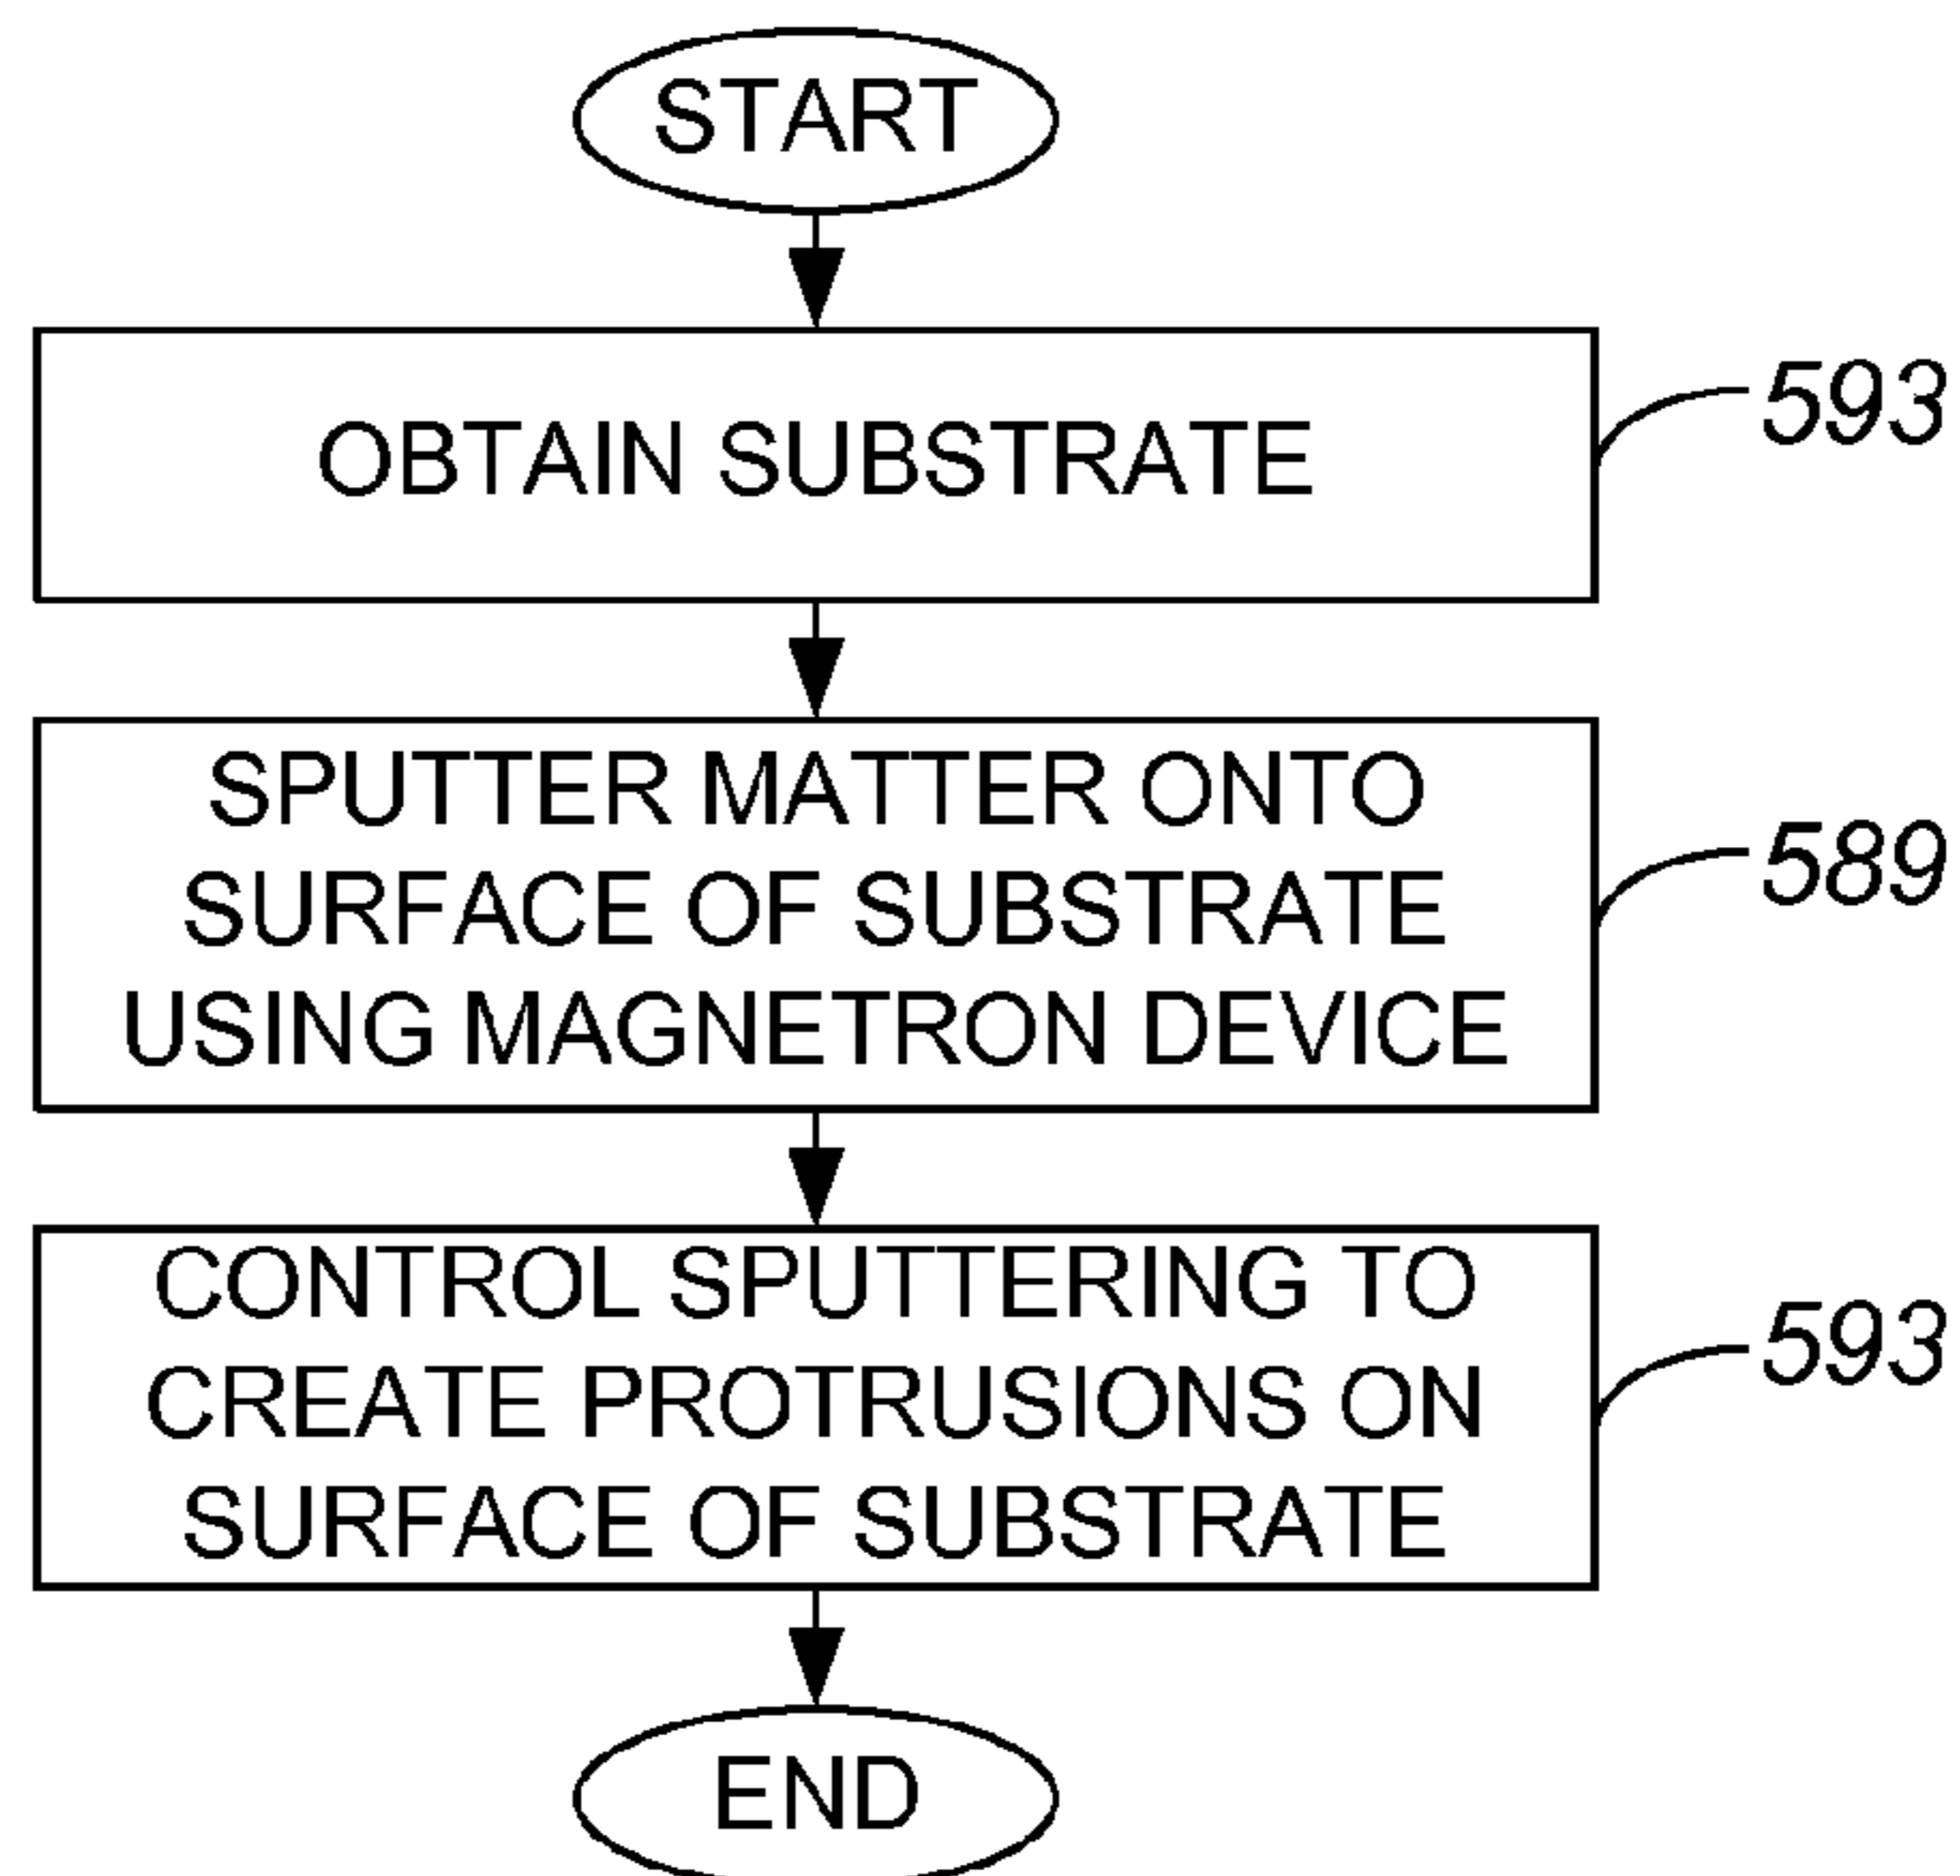 START
OBTAIN SUBSTRATE
593
SPUTTER MATTER ONTO
SURFACE OF SUBSTRATE
USING MAGNETRON DEVICE
589
CONTROL SPUTTERING TO
CREATE PROTRUSIONS ON
SURFACE OF SUBSTRATE
593
END